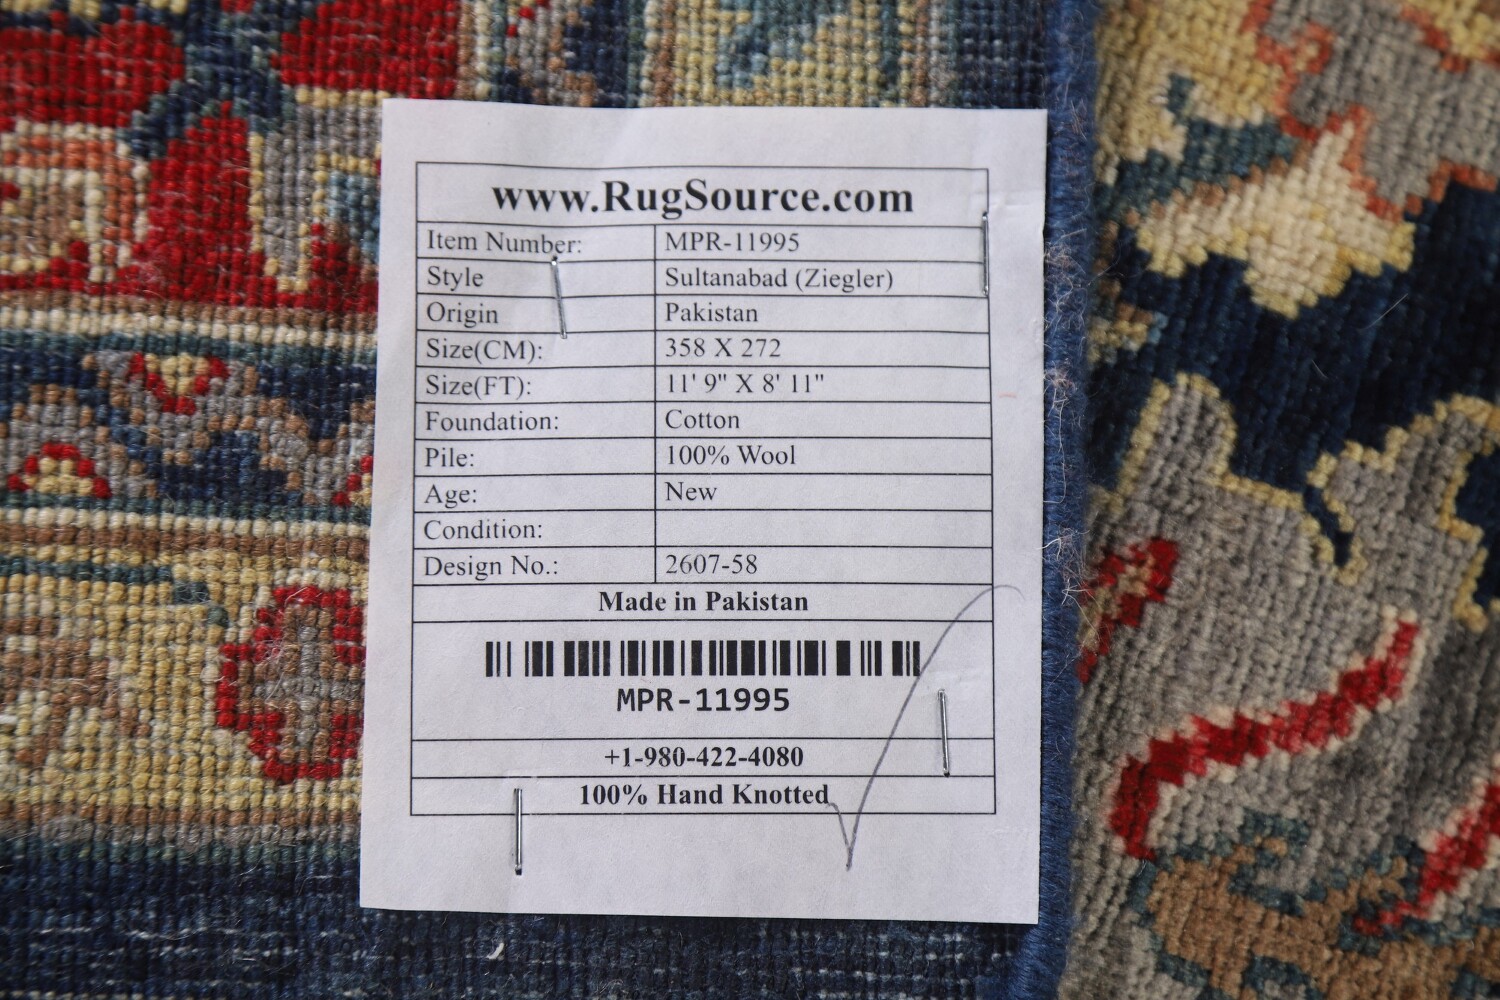 www.RugSource.com
Item Number: MPR-11995
Style Sultanabad (Ziegler)
Origin Pakistan
Size(CM): 358 X 272
Size(FT): 11' 9" X 8' 11"
Foundation: Cotton
Pile: 100% Wool
Age: New
Condition:
Design No.: 2607-58
Made in Pakistan
MPR-11995
+1-980-422-4080
100% Hand Knotted